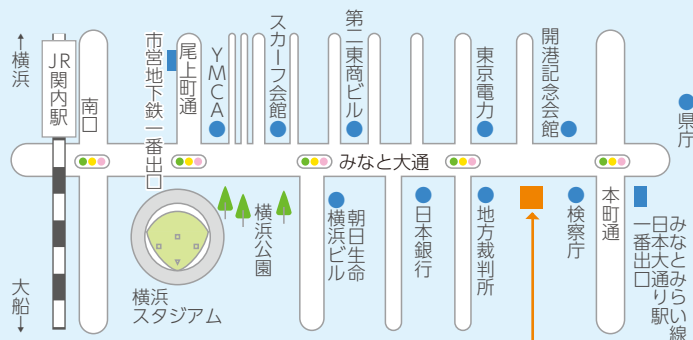 ↑
横浜
JR関内駅
大船
↓
南口
市営地下鉄一番出口
尾上町通
YMCA
スカーフ会館
第二東商ビル
東京電力
開港記念会館
県庁
みなと大通
横浜
スタジアム
横浜公園
朝日生命
横浜ビル
日本銀行
地方裁判所
検察庁
本町通
みなとみらい線
日本大通り駅
一番出口